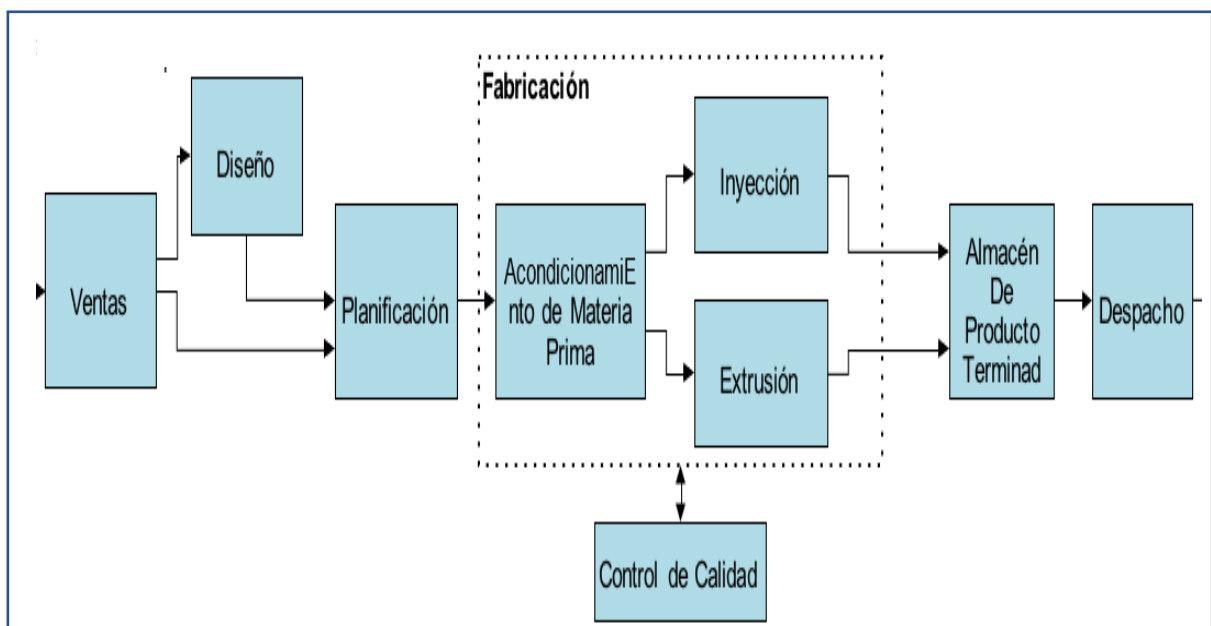 Fabricación
Diseño
Ventas
Planificación
AcondicionamiE
nto de Materia
Prima
Inyección
Extrusión
Almacén
De
Producto
Terminad
Despacho
Control de Calidad